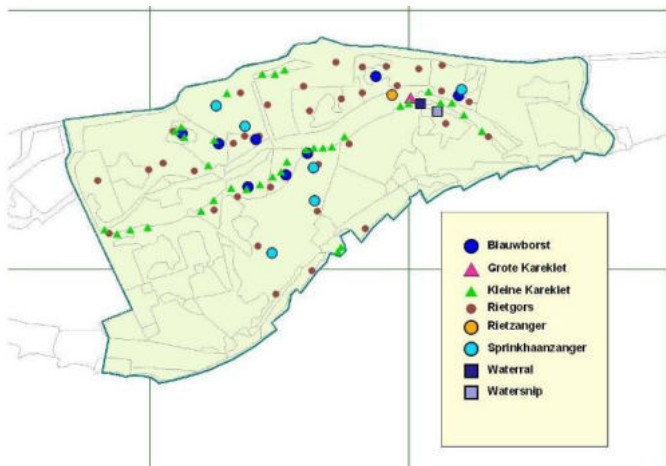 Blauwborst
Grote Karekiet
Kleine Karekiet
Rietgors
Rietzanger
Sprinkhaanzanger
Waterral
Watersnip